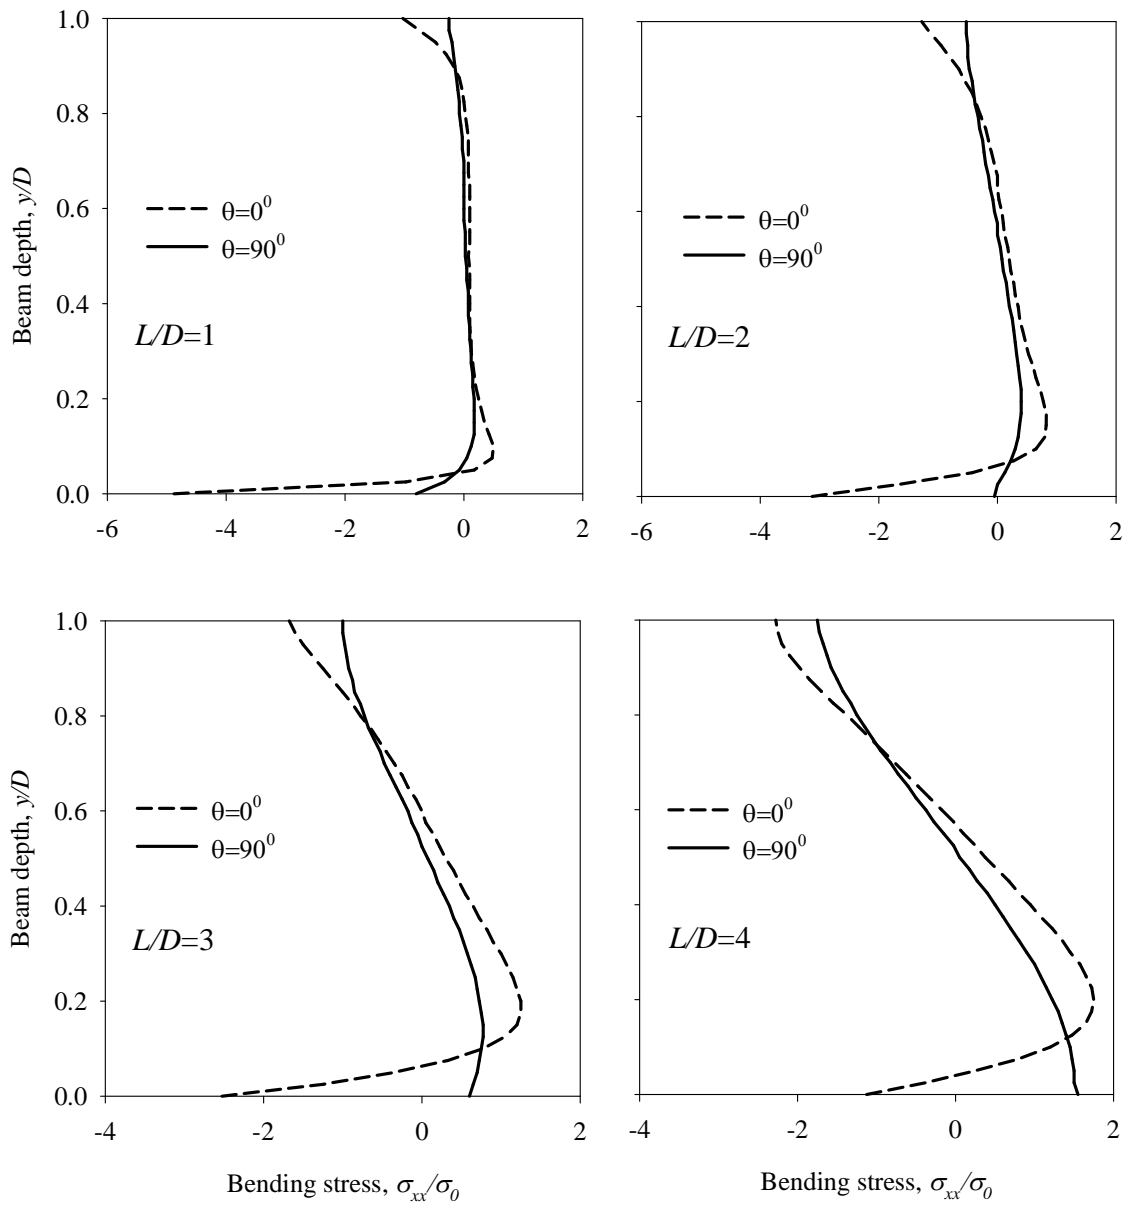 1.0
0.8
0.6
0.4
0.2
0.0
-6 -4 -2 0 2
Beam depth, y/D
θ=0⁰
θ=90⁰
L/D=1
-6 -4 -2 0 2
θ=0⁰
θ=90⁰
L/D=2
1.0
0.8
0.6
0.4
0.2
0.0
-4 -2 0 2
Beam depth, y/D
θ=0⁰
θ=90⁰
L/D=3
Bending stress, σxx/σ0
-4 -2 0 2
θ=0⁰
θ=90⁰
L/D=4
Bending stress, σxx/σ0